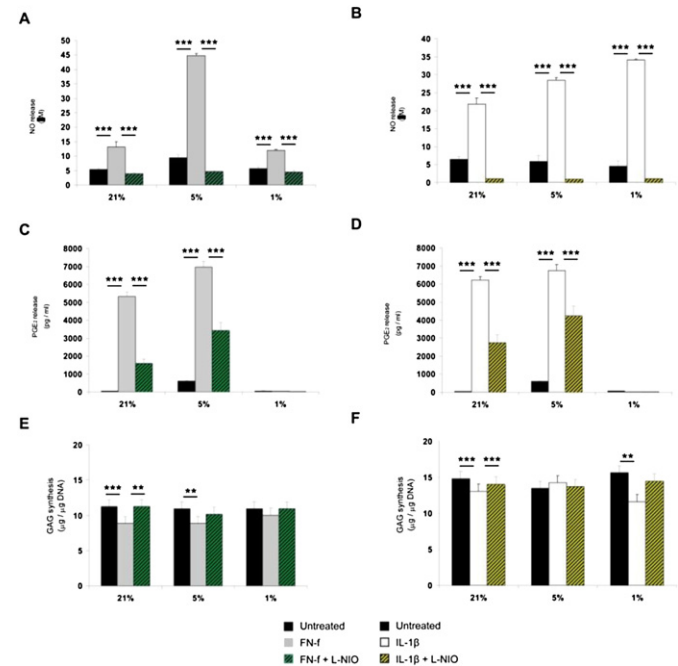 A
NO release
(µM)
50
45
40
35
30
25
20
15
10
5
0
*** ***
*** ***
*** ***
21% 5% 1%
B
NO release
(µM)
40
35
30
25
20
15
10
5
0
*** ***
*** ***
*** ***
21% 5% 1%
C
PGE2 release
(pg / ml)
8000
7000
6000
5000
4000
3000
2000
1000
0
*** ***
*** ***
21% 5% 1%
D
PGE2 release
(pg / ml)
8000
7000
6000
5000
4000
3000
2000
1000
0
*** ***
*** ***
21% 5% 1%
E
GAG synthesis
(µg / µg DNA)
20
15
10
5
0
*** **
**
21% 5% 1%
F
GAG synthesis
(µg / µg DNA)
20
15
10
5
0
*** ***
**
21% 5% 1%
Untreated
FN-f
FN-f + L-NIO
Untreated
IL-1β
IL-1β + L-NIO